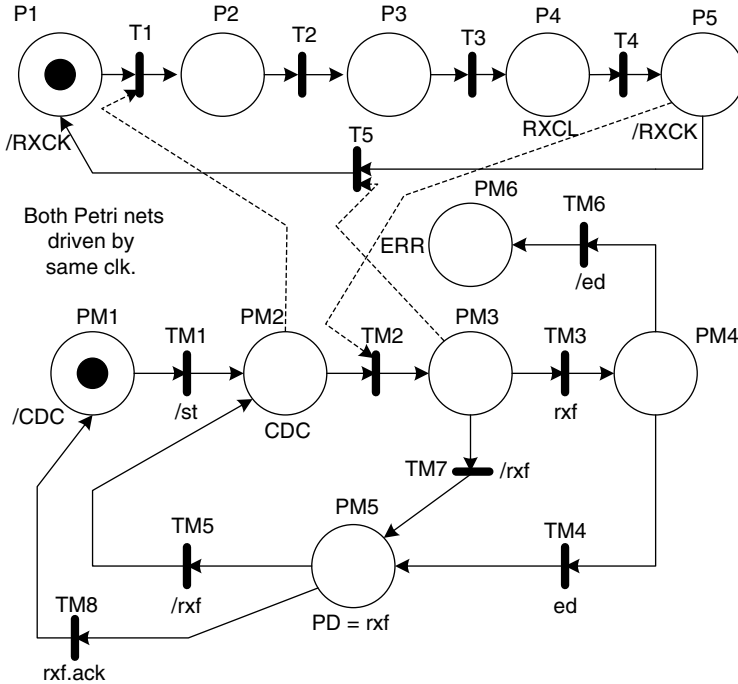 P1
T1
P2
T2
P3
T3
P4
T4
P5
/RXCK
RXCL
/RXCK
T5
Both Petri nets
driven by
same clk.
PM6
TM6
ERR
/ed
PM1
TM1
PM2
TM2
PM3
TM3
PM4
/CDC
/st
CDC
rxf
TM7
/rxf
PM5
TM5
TM4
/rxf
PD = rxf
ed
TM8
rxf.ack